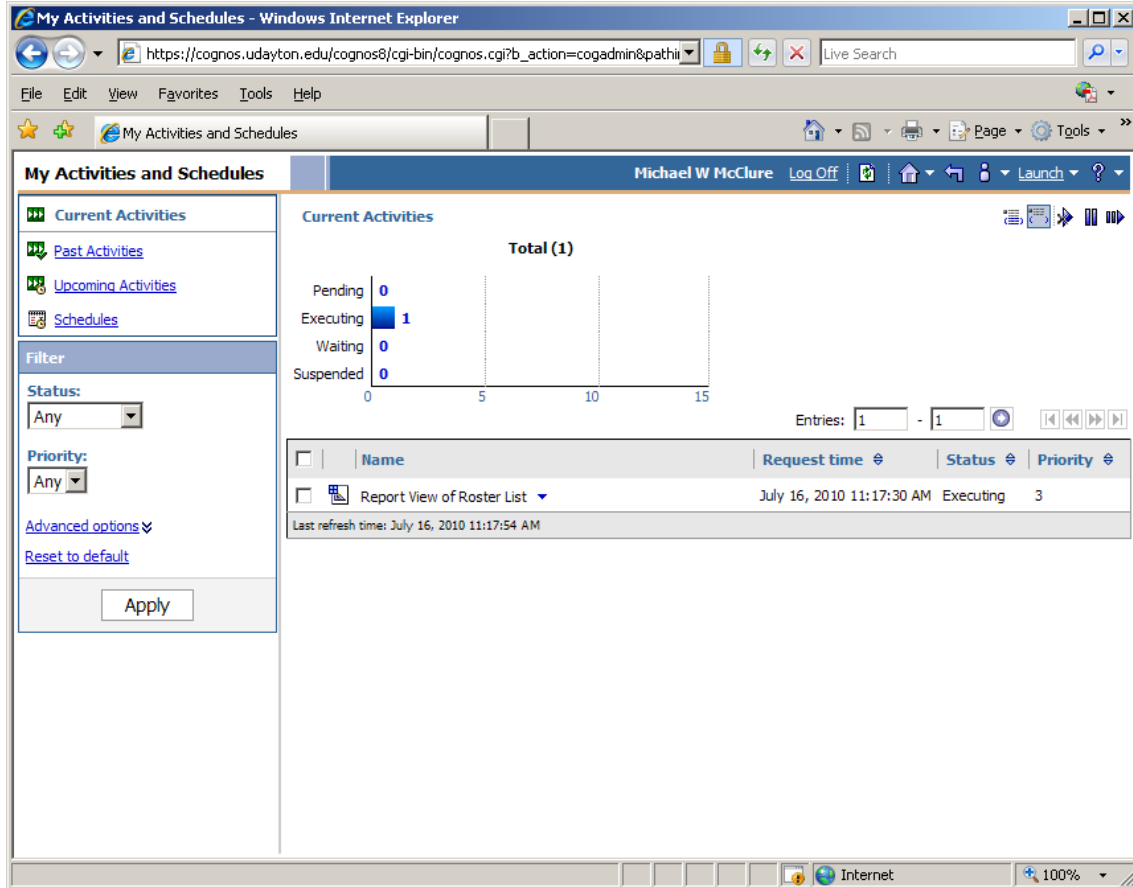 My Activities and Schedules - Windows Internet Explorer
https://cognos.udayton.edu/cognos8/cgi-bin/cognos.cgi?b_action=cogadmin&pathi
Live Search
File Edit View Favorites Tools Help
My Activities and Schedules
Page Tools »
My Activities and Schedules
Michael W McClure Log Off Launch ?
Current Activities
Past Activities
Upcoming Activities
Schedules
Filter
Status:
Any
Priority:
Any
Advanced options
Reset to default
Apply
Current Activities
Total (1)
Pending 0
Executing 1
Waiting 0
Suspended 0
0 5 10 15
Entries: 1 - 1
Name Request time Status Priority
Report View of Roster List July 16, 2010 11:17:30 AM Executing 3
Last refresh time: July 16, 2010 11:17:54 AM
Internet 100%